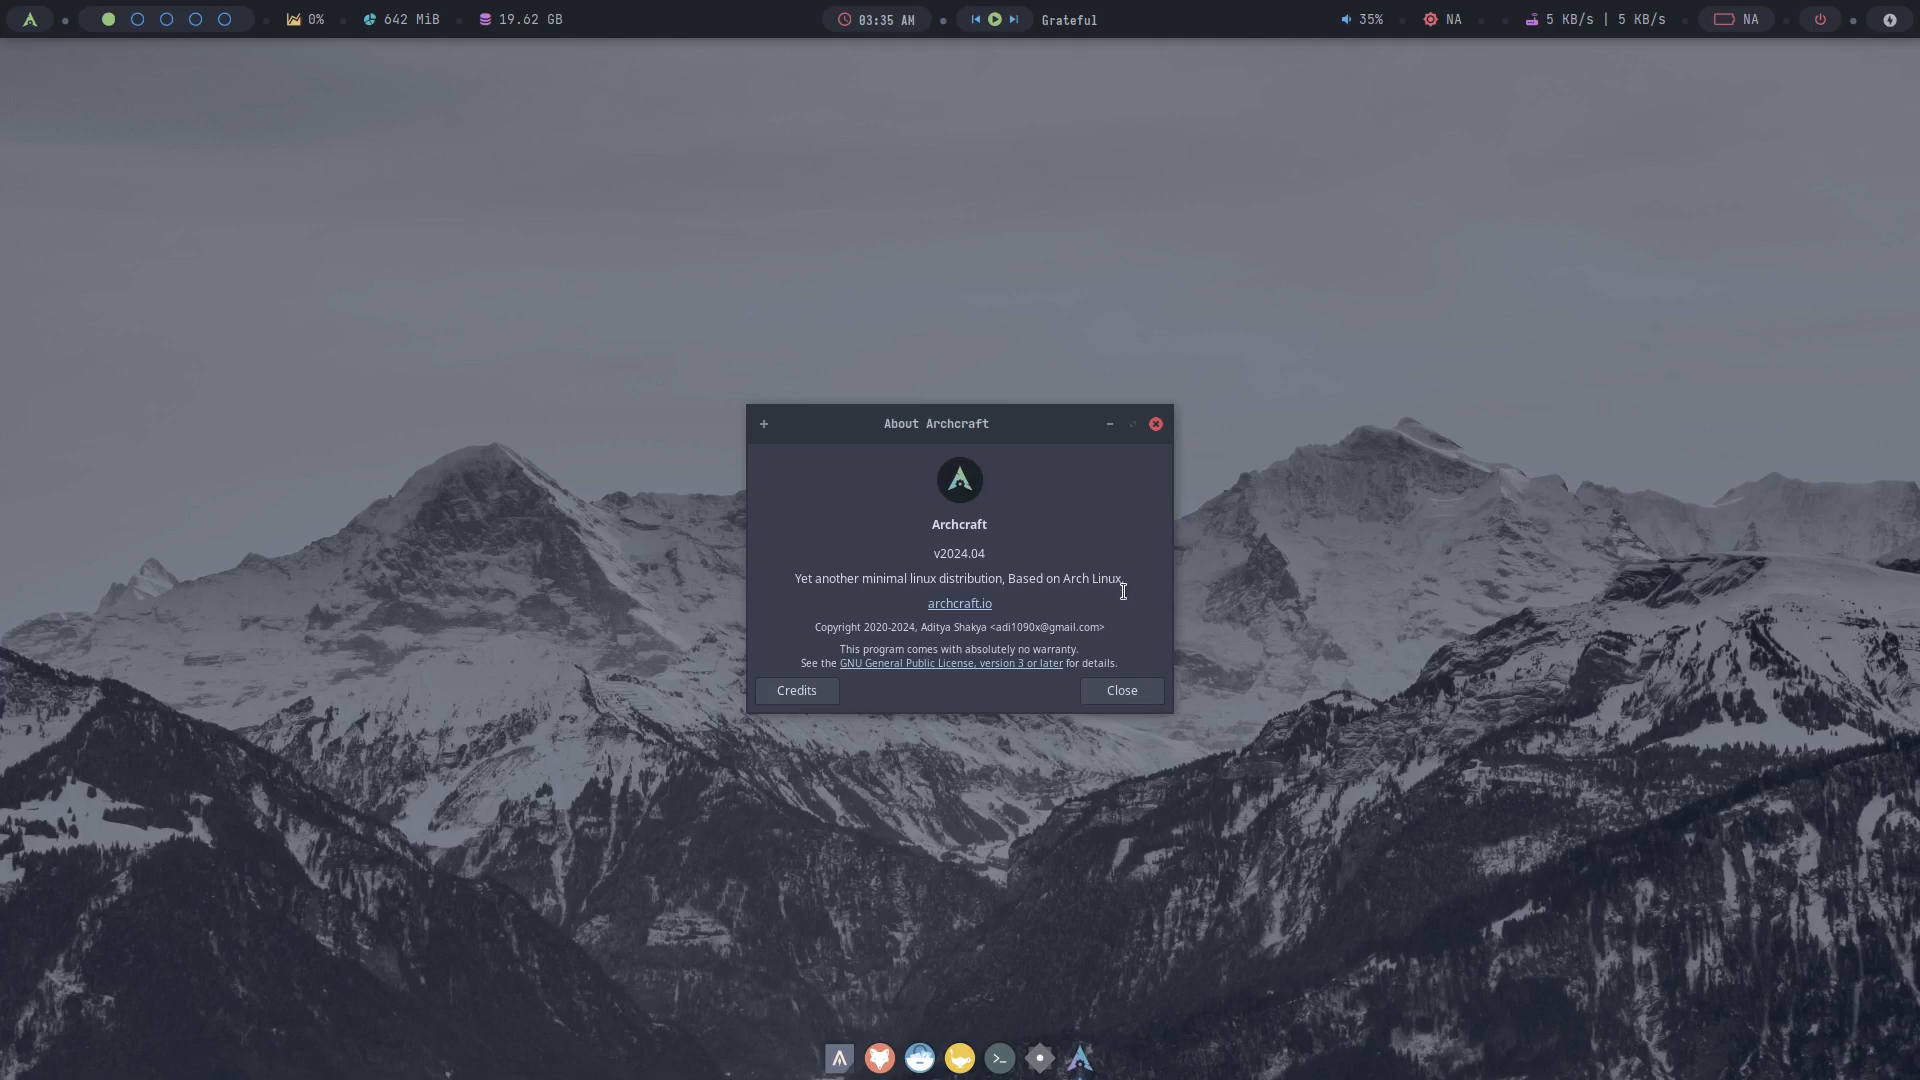 0%
642 MiB
19.62 GB
03:35 AM
Grateful
35%
NA
5 KB/s | 5 KB/s
NA
About Archcraft
Archcraft
v2024.04
Yet another minimal linux distribution, Based on Arch Linux.
archcraft.io
Copyright 2020-2024, Aditya Shakya <adi1090x@gmail.com>
This program comes with absolutely no warranty.
See the GNU General Public License, version 3 or later for details.
Credits
Close